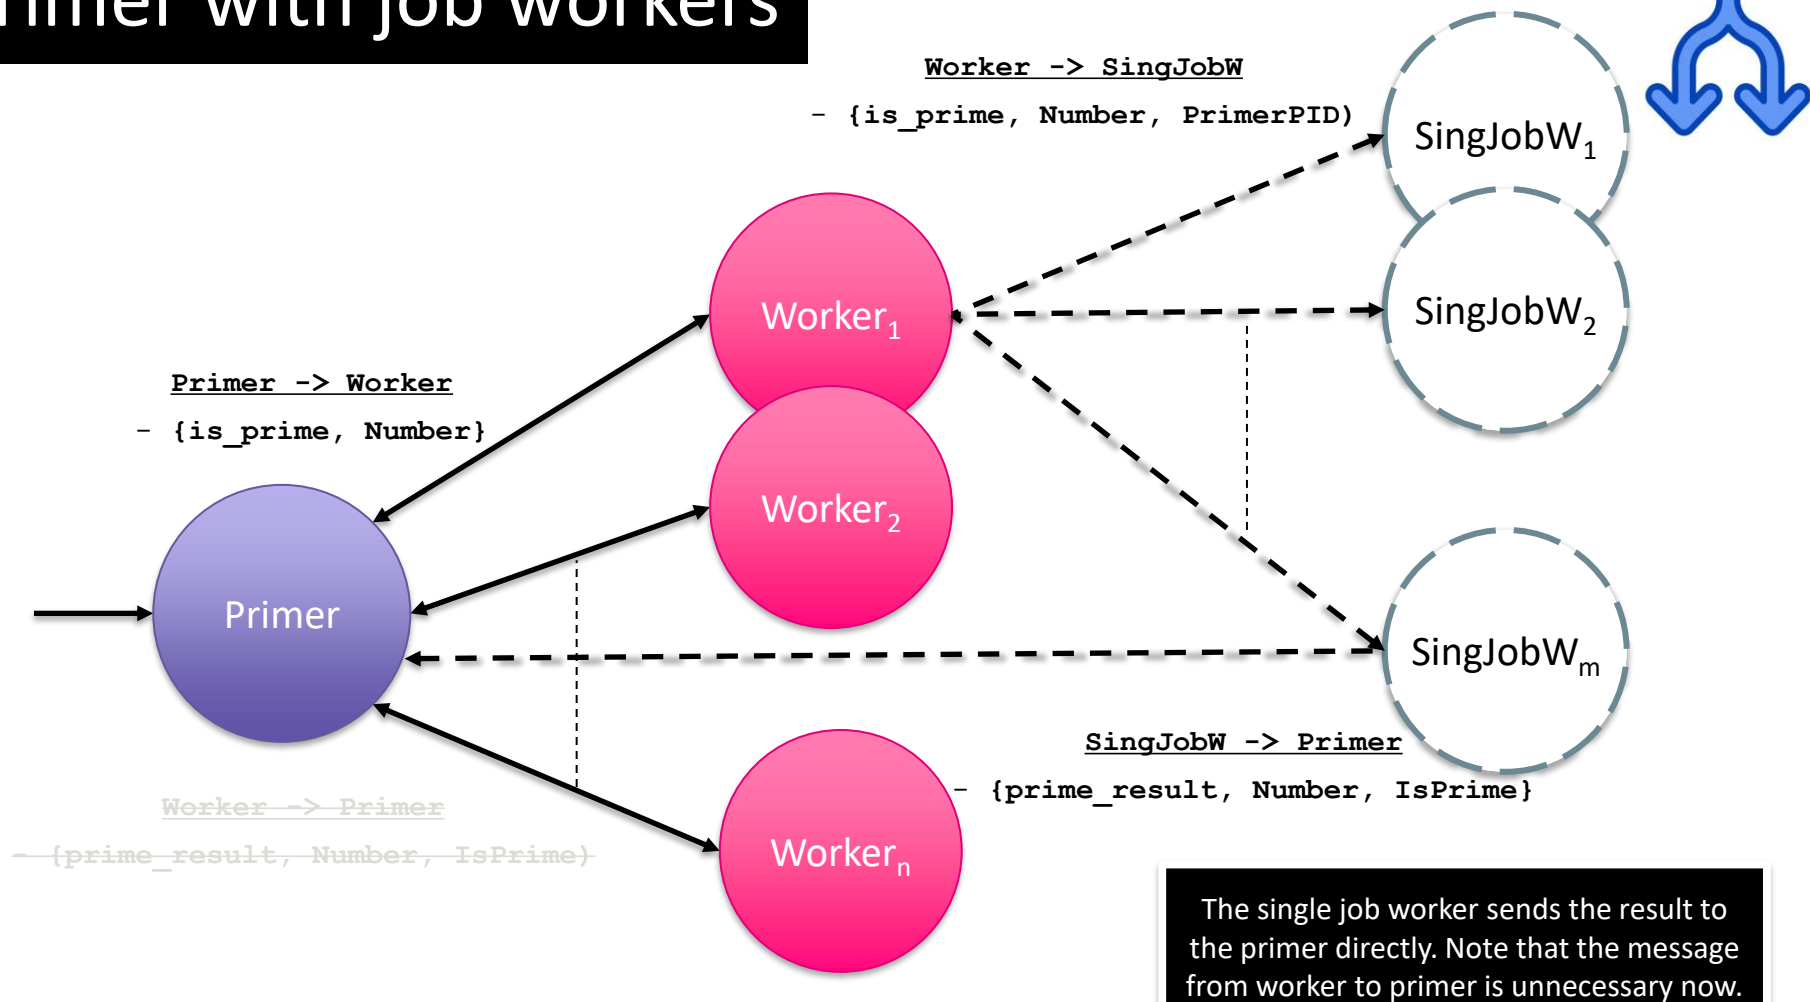 rimer with job workers
Worker -> SingJobW
- {is_prime, Number, PrimerPID)
SingJobW1
SingJobW2
Worker1
Primer -> Worker
- {is_prime, Number}
Worker2
Primer
SingJobWm
SingJobW -> Primer
- {prime_result, Number, IsPrime}
Worker -> Primer
- {prime_result, Number, IsPrime)
Workern
The single job worker sends the result to
the primer directly. Note that the message
from worker to primer is unnecessary now.